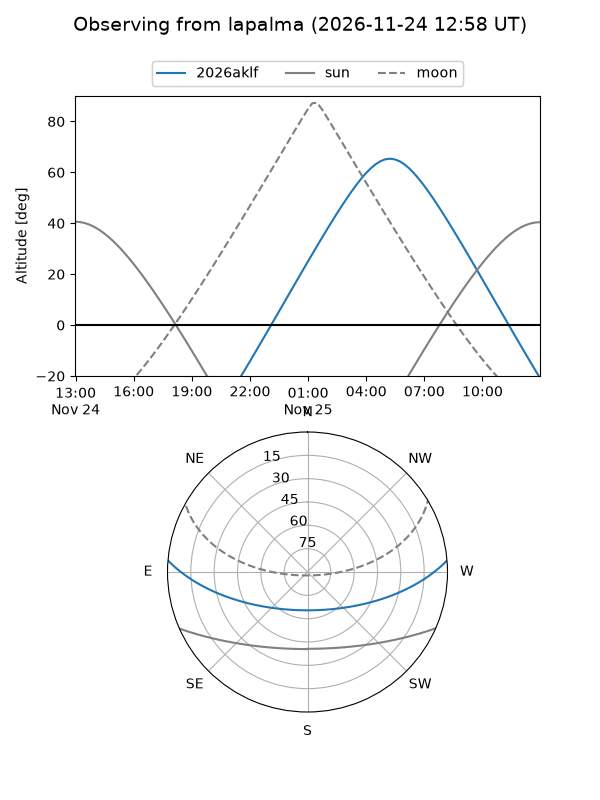 Observing from lapalma (2026-11-24 12:58 UT)
2026aklf sun moon
Altitude [deg]
80
60
40
20
0
−20
13:00 16:00 19:00 22:00 01:00 04:00 07:00 10:00
Nov 24 Nov 25
N
NE NW
15
30
45
60
75
E W
SE SW
S